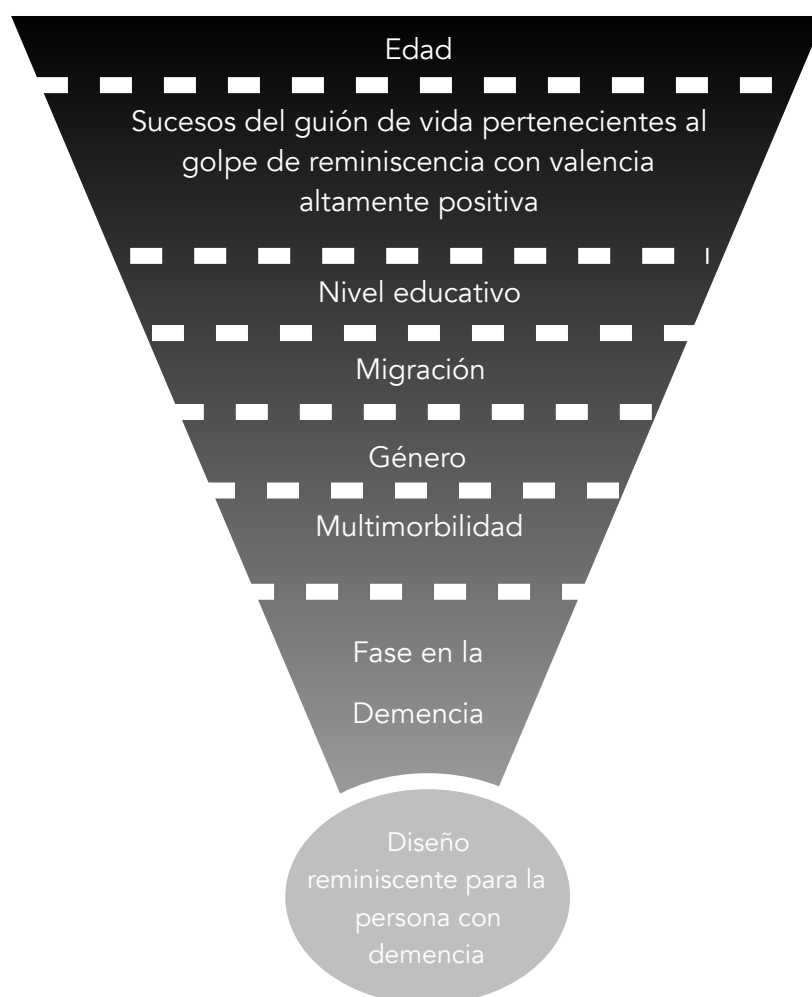 Edad
Sucesos del guión de vida pertenecientes al
golpe de reminiscencia con valencia
altamente positiva
Nivel educativo
Migración
Género
Multimorbilidad
Fase en la
Demencia
Diseño
reminiscente para la
persona con
demencia